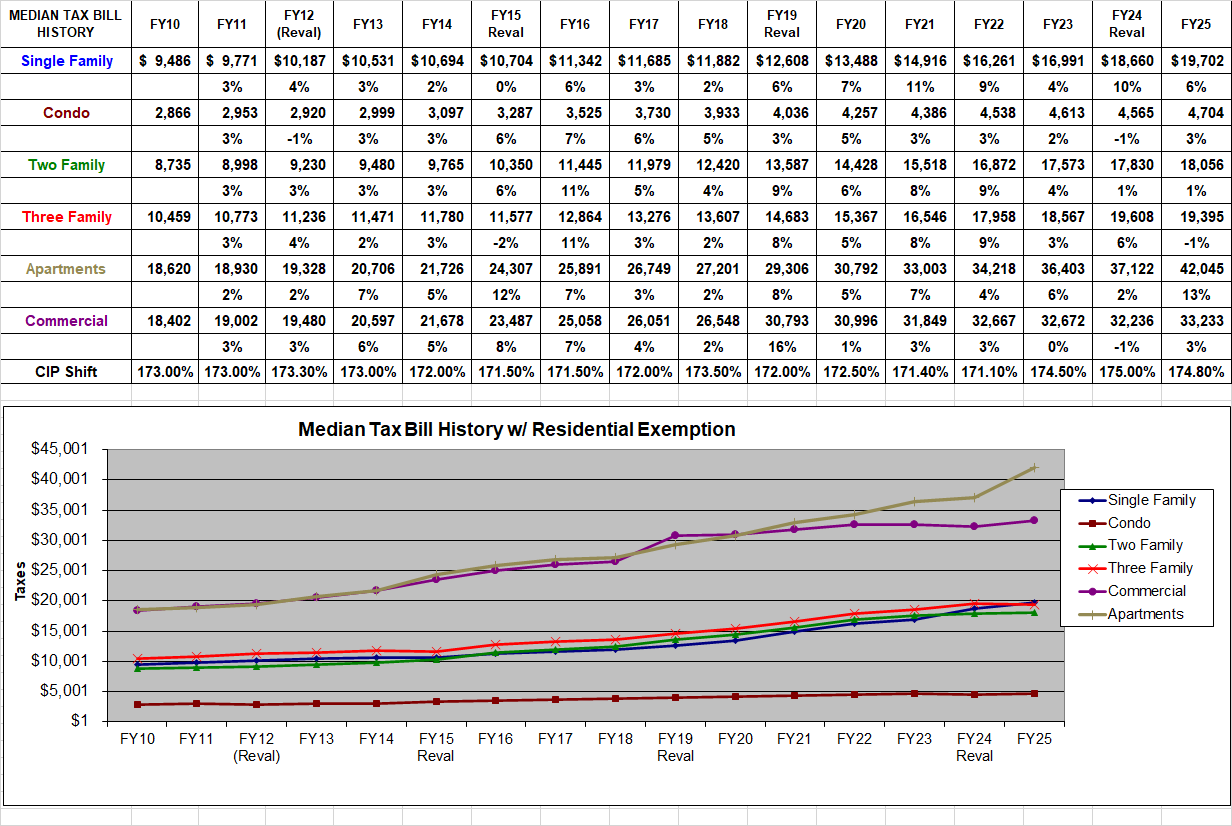 MEDIAN TAX BILL HISTORY FY10 FY11 FY12 (Reval) FY13 FY14 FY15 Reval FY16 FY17 FY18 FY19 Reval FY20 FY21 FY22 FY23 FY24 Reval FY25
Single Family $ 9,486 $ 9,771 $10,187 $10,531 $10,694 $10,704 $11,342 $11,685 $11,882 $12,608 $13,488 $14,916 $16,261 $16,991 $18,660 $19,702
3% 4% 3% 2% 0% 6% 3% 2% 6% 7% 11% 9% 4% 10% 6%
Condo 2,866 2,953 2,920 2,999 3,097 3,287 3,525 3,730 3,933 4,036 4,257 4,386 4,538 4,613 4,565 4,704
3% -1% 3% 3% 6% 7% 6% 5% 3% 5% 3% 3% 2% -1% 3%
Two Family 8,735 8,998 9,230 9,480 9,765 10,350 11,445 11,979 12,420 13,587 14,428 15,518 16,872 17,573 17,830 18,056
3% 3% 3% 3% 6% 11% 5% 4% 9% 6% 8% 9% 4% 1% 1%
Three Family 10,459 10,773 11,236 11,471 11,780 11,577 12,864 13,276 13,607 14,683 15,367 16,546 17,958 18,567 19,608 19,395
3% 4% 2% 3% -2% 11% 3% 2% 8% 5% 8% 9% 3% 6% -1%
Apartments 18,620 18,930 19,328 20,706 21,726 24,307 25,891 26,749 27,201 29,306 30,792 33,003 34,218 36,403 37,122 42,045
2% 2% 7% 5% 12% 7% 3% 2% 8% 5% 7% 4% 6% 2% 13%
Commercial 18,402 19,002 19,480 20,597 21,678 23,487 25,058 26,051 26,548 30,793 30,996 31,849 32,667 32,672 32,236 33,233
3% 3% 6% 5% 8% 7% 4% 2% 16% 1% 3% 3% 0% -1% 3%
CIP Shift 173.00% 173.00% 173.30% 173.00% 172.00% 171.50% 171.50% 172.00% 173.50% 172.00% 172.50% 171.40% 171.10% 174.50% 175.00% 174.80%
Median Tax Bill History w/ Residential Exemption
Taxes
$45,001
$40,001
$35,001
$30,001
$25,001
$20,001
$15,001
$10,001
$5,001
$1
FY10 FY11 FY12 FY13 FY14 FY15 FY16 FY17 FY18 FY19 FY20 FY21 FY22 FY23 FY24 FY25
(Reval) Reval Reval Reval
Single Family
Condo
Two Family
Three Family
Commercial
Apartments